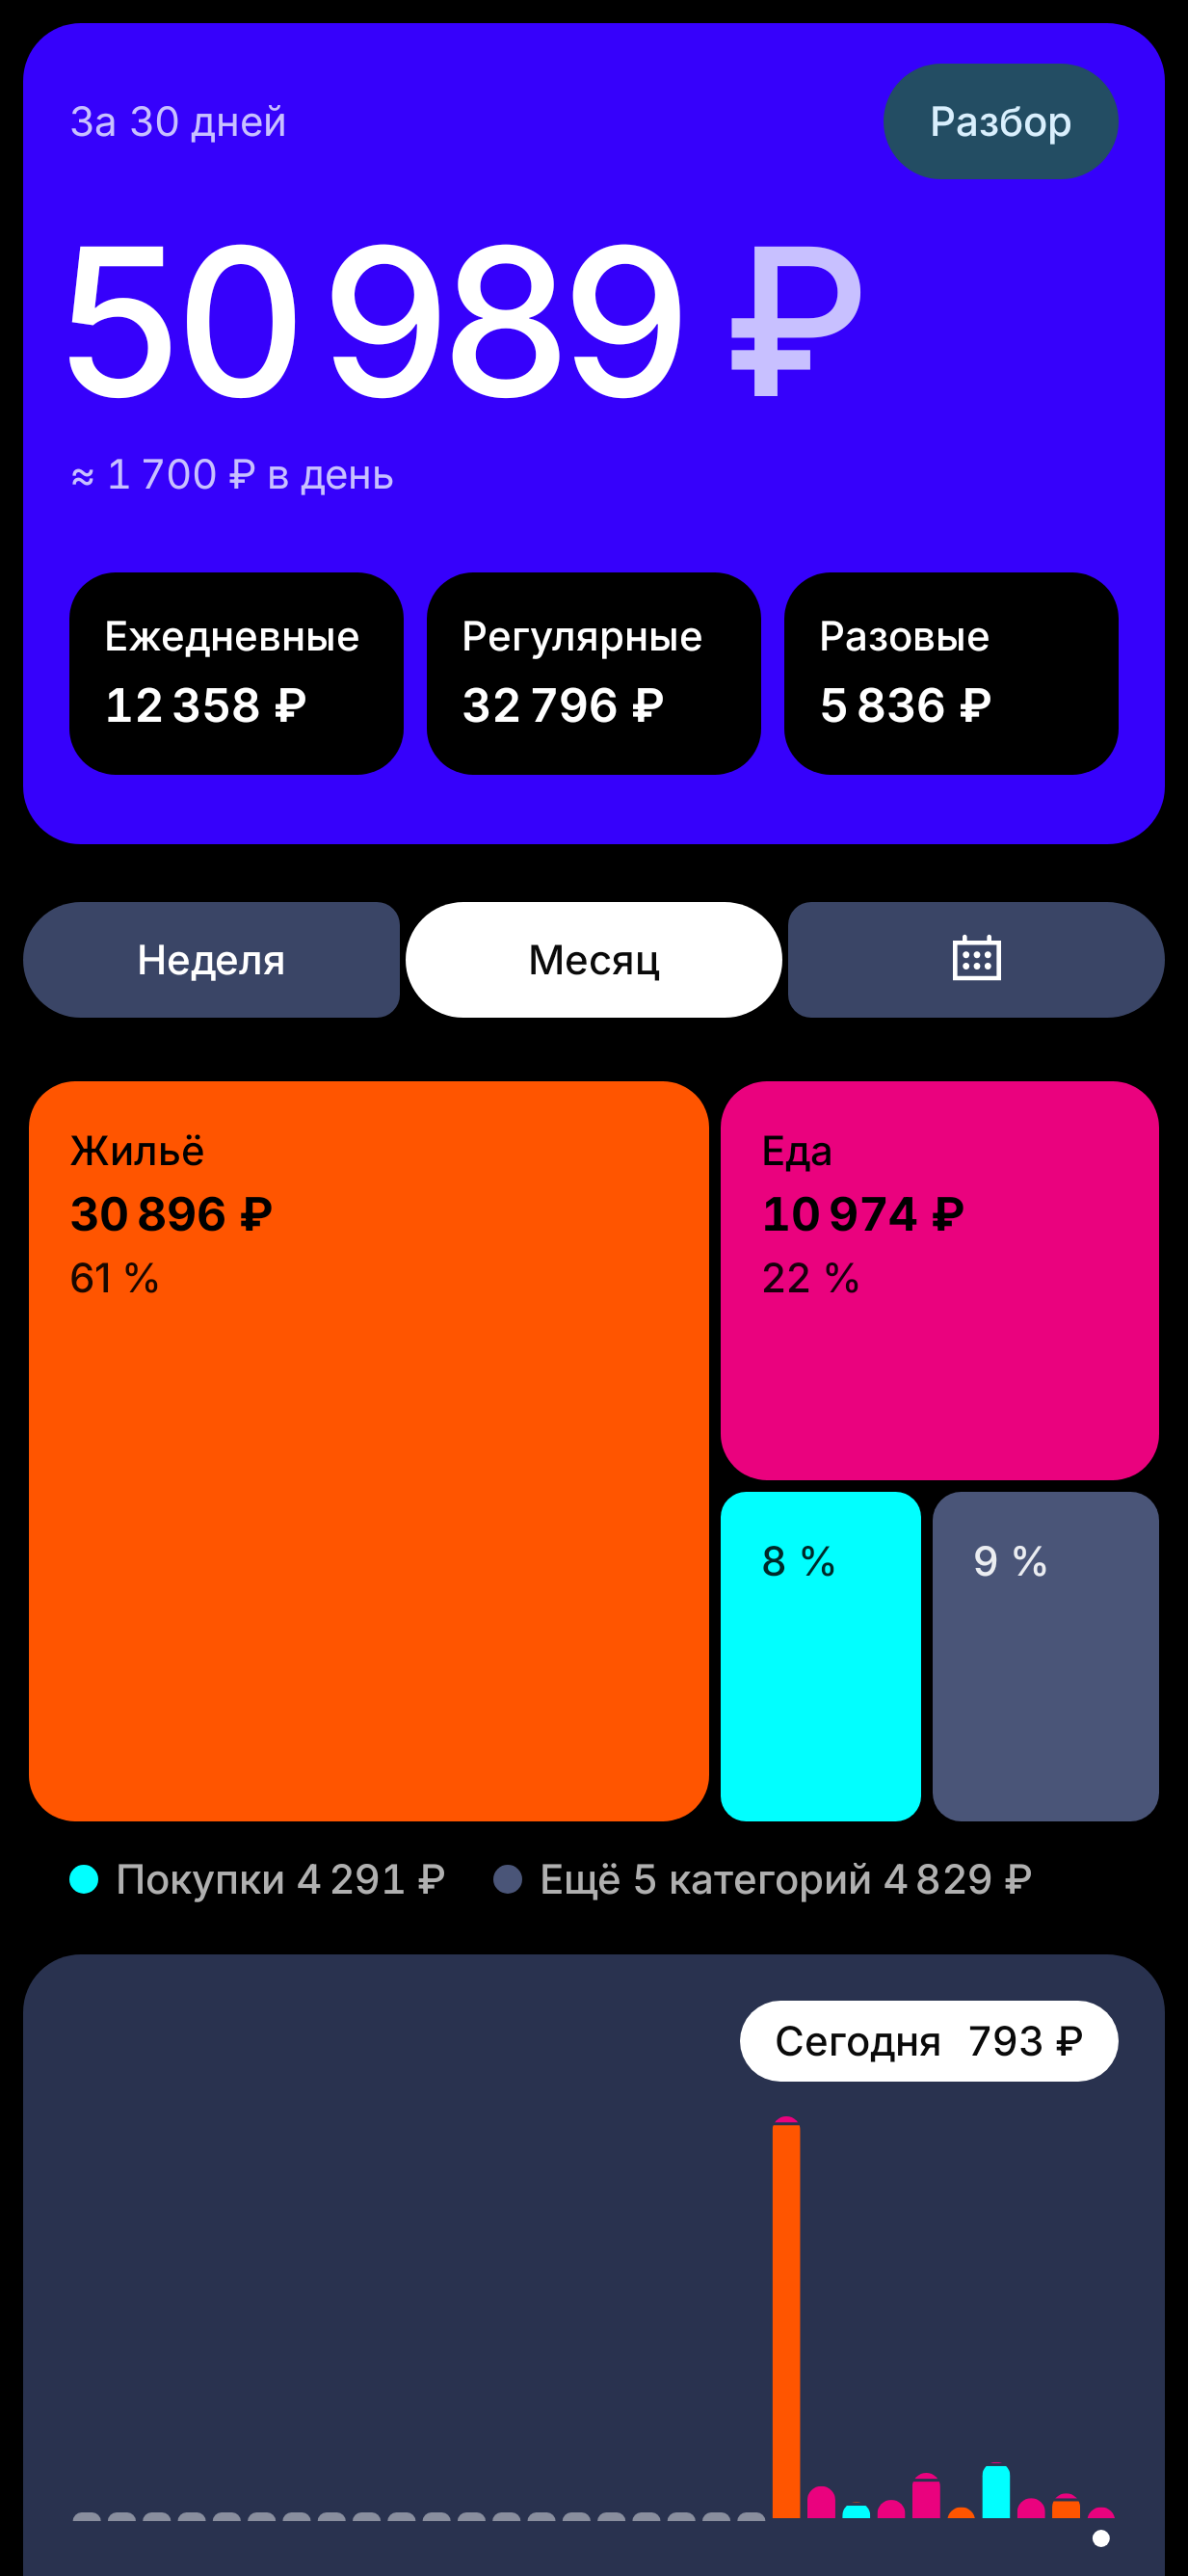 За 30 дней
Разбор
50 989 ₽
≈ 1 700 ₽ в день
Ежедневные
12 358 ₽
Регулярные
32 796 ₽
Разовые
5 836 ₽
Неделя
Месяц
Жильё
30 896 ₽
61 %
Еда
10 974 ₽
22 %
8 %
9 %
Покупки 4 291 ₽
Ещё 5 категорий 4 829 ₽
Сегодня 793 ₽